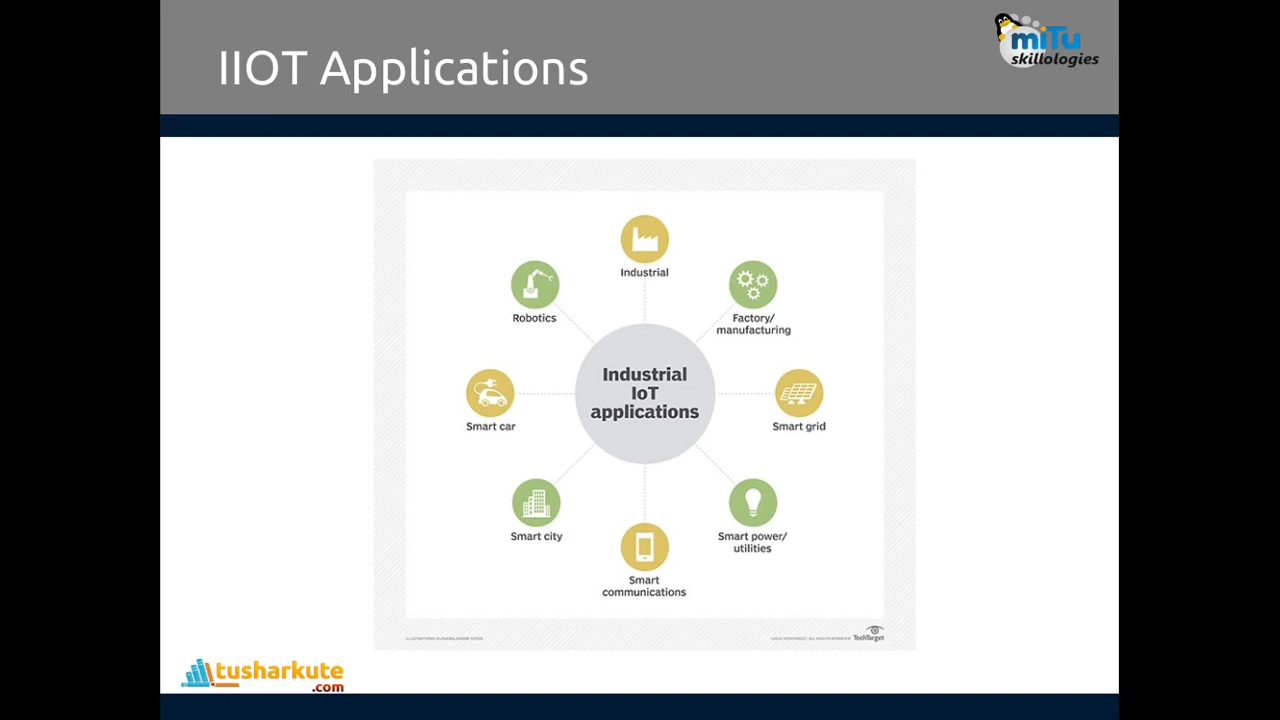 IIOT Applications
miTu
skillologies
Industrial
Robotics
Factory/
manufacturing
Industrial
IoT
applications
Smart car
Smart grid
Smart city
Smart power/
utilities
Smart
communications
TechTarget
tusharkute
.com